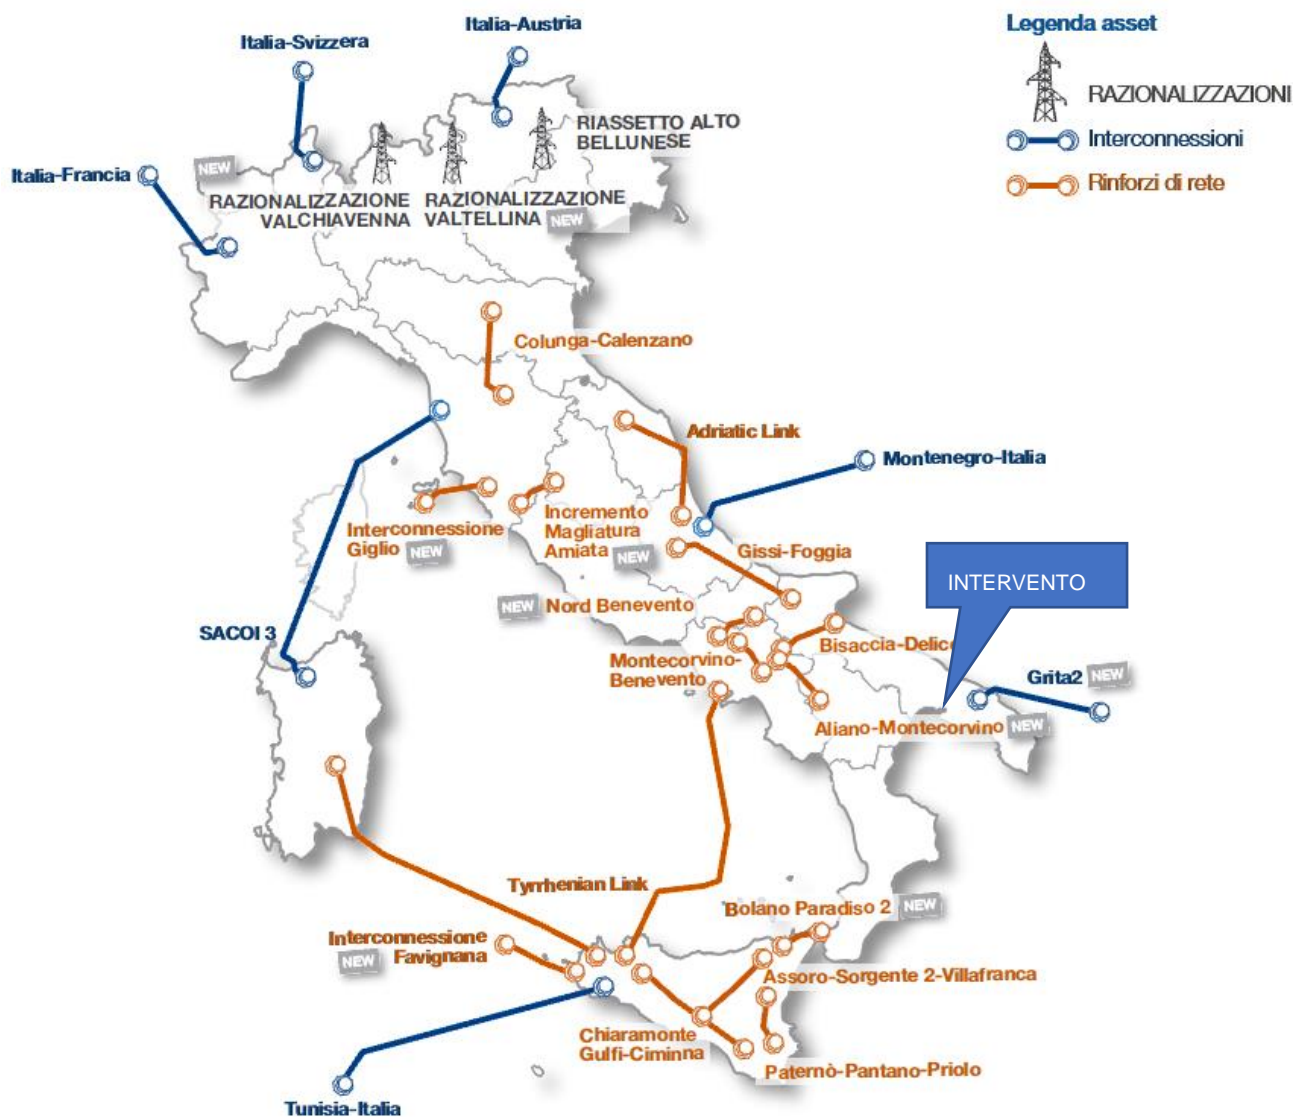 Italia-Austria
Legenda asset
Italia-Svizzera
RAZIONALIZZAZIONI
RIASSETTO ALTO
BELLUNESE
Interconnessioni
NEW
Italia-Francia
Rinforzi di rete
RAZIONALIZZAZIONE
VALCHIAVENNA
RAZIONALIZZAZIONE
VALTELLINA NEW
Colunga-Calenzano
Adriatic Link
Montenegro-Italia
Interconnessione
Giglio NEW
Incremento
Magliatura
Amiata NEW
Gissi-Foggia
INTERVENTO
NEW Nord Benevento
SACOI 3
Bisaccia-Delic
Montecorvino-
Benevento
Grita2 NEW
Aliano-Montecorvino NEW
Tyrrhenian Link
Bolano Paradiso 2 NEW
Interconnessione
NEW Favignana
Assoro-Sorgente 2-Villafranca
Chiaramonte
Gulfi-Ciminna
Paternò-Pantano-Priolo
Tunisia-Italia